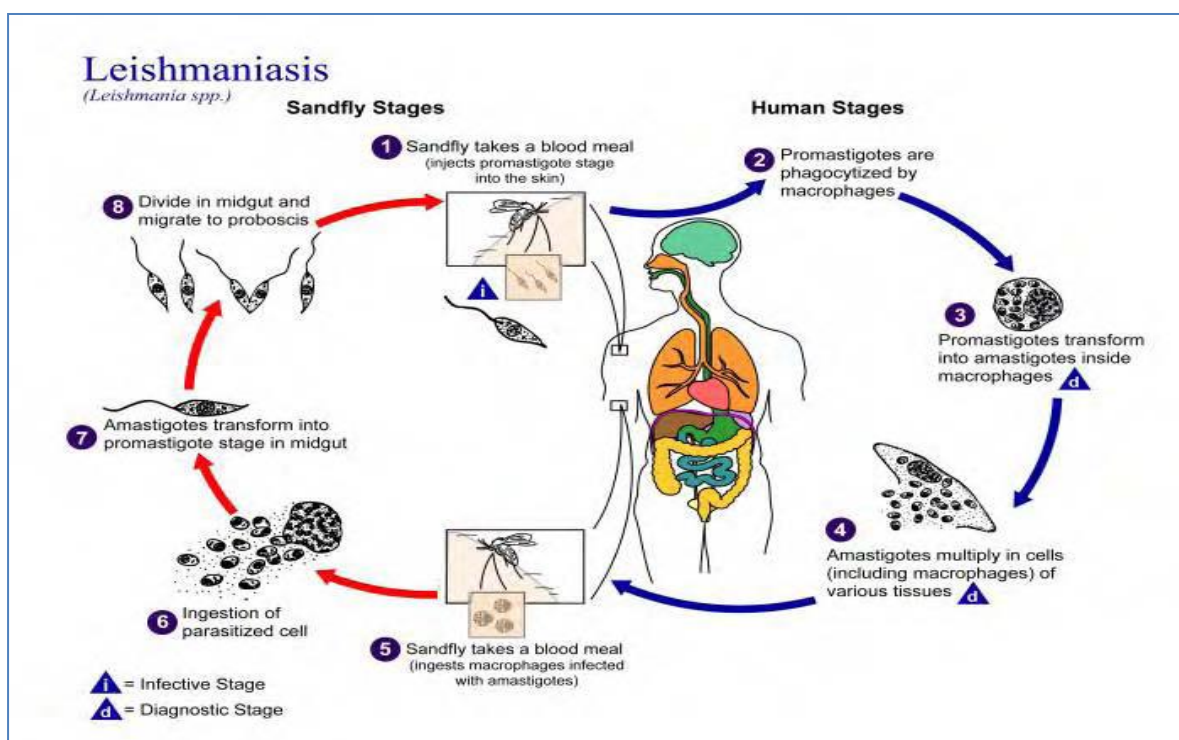 Leishmaniasis
(Leishmania spp.)
Sandfly Stages
Human Stages
1 Sandfly takes a blood meal
(injects promastigote stage
into the skin)
i
2 Promastigotes are
phagocytized by
macrophages
3
Promastigotes transform
into amastigotes inside
macrophages d
4
Amastigotes multiply in cells
(including macrophages) of
various tissues d
5 Sandfly takes a blood meal
(ingests macrophages infected
with amastigotes)
6 Ingestion of
parasitized cell
7 Amastigotes transform into
promastigote stage in midgut
8 Divide in midgut and
migrate to proboscis
i = Infective Stage
d = Diagnostic Stage